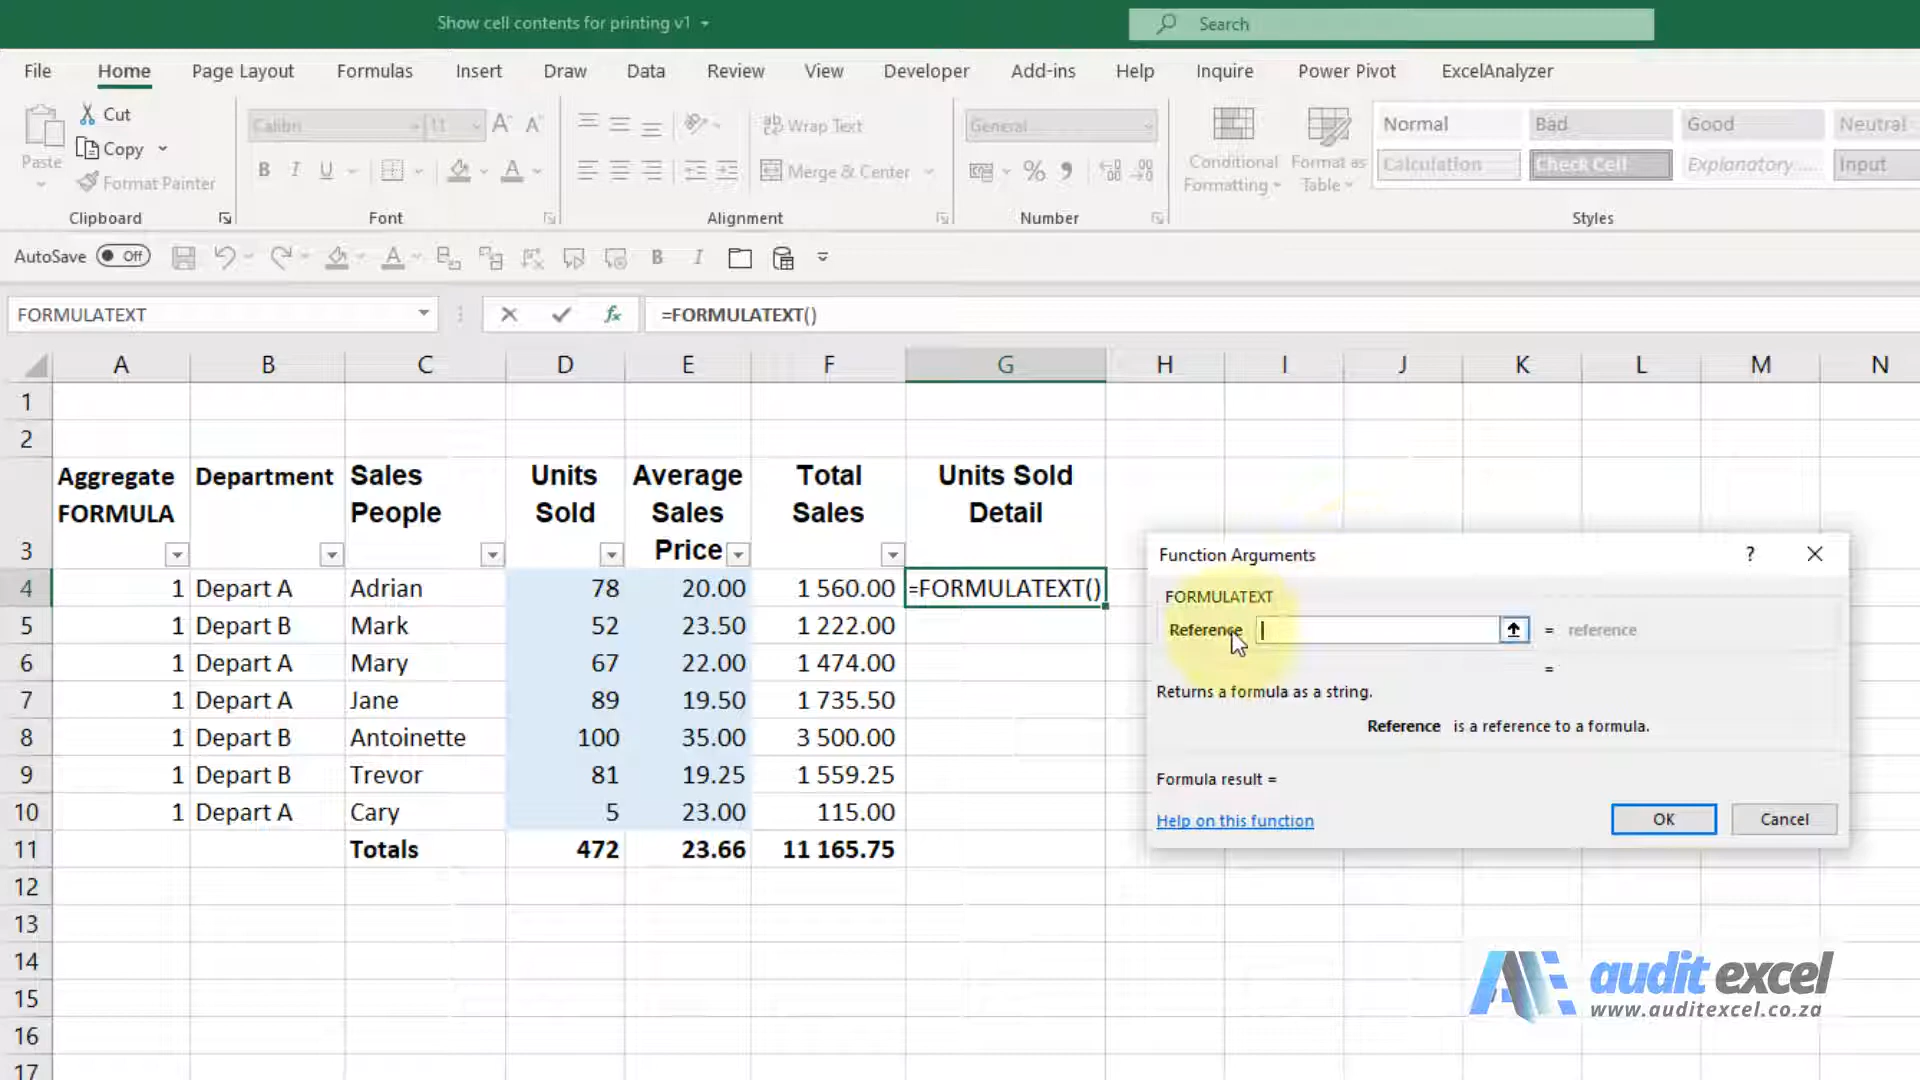 Show cell contents for printing v1
Search
File Home Page Layout Formulas Insert Draw Data Review View Developer Add-ins Help Inquire Power Pivot ExcelAnalyzer
Paste
Cut
Copy
Format Painter
Clipboard
Calibri 11 A A
B I U A
Font
Wrap Text
Merge & Center
Alignment
General
% 9
Number
Conditional Formatting
Format as Table
Normal Bad Good Neutral
Calculation Check Cell Explanatory ... Input
Styles
AutoSave Off A B I
FORMULATEXT fx =FORMULATEXT()
A B C D E F G H I J K L M N
1
2
3 Aggregate FORMULA Department Sales People Units Sold Average Sales Price Total Sales Units Sold Detail
4 1 Depart A Adrian 78 20.00 1 560.00 =FORMULATEXT()
5 1 Depart B Mark 52 23.50 1 222.00
6 1 Depart A Mary 67 22.00 1 474.00
7 1 Depart A Jane 89 19.50 1 735.50
8 1 Depart B Antoinette 100 35.00 3 500.00
9 1 Depart B Trevor 81 19.25 1 559.25
10 1 Depart A Cary 5 23.00 115.00
11 Totals 472 23.66 11 165.75
12
13
14
15
16
17
Function Arguments ?
FORMULATEXT
Reference = reference
=
Returns a formula as a string.
Reference is a reference to a formula.
Formula result =
Help on this function
OK Cancel
audit excel
www.auditexcel.co.za